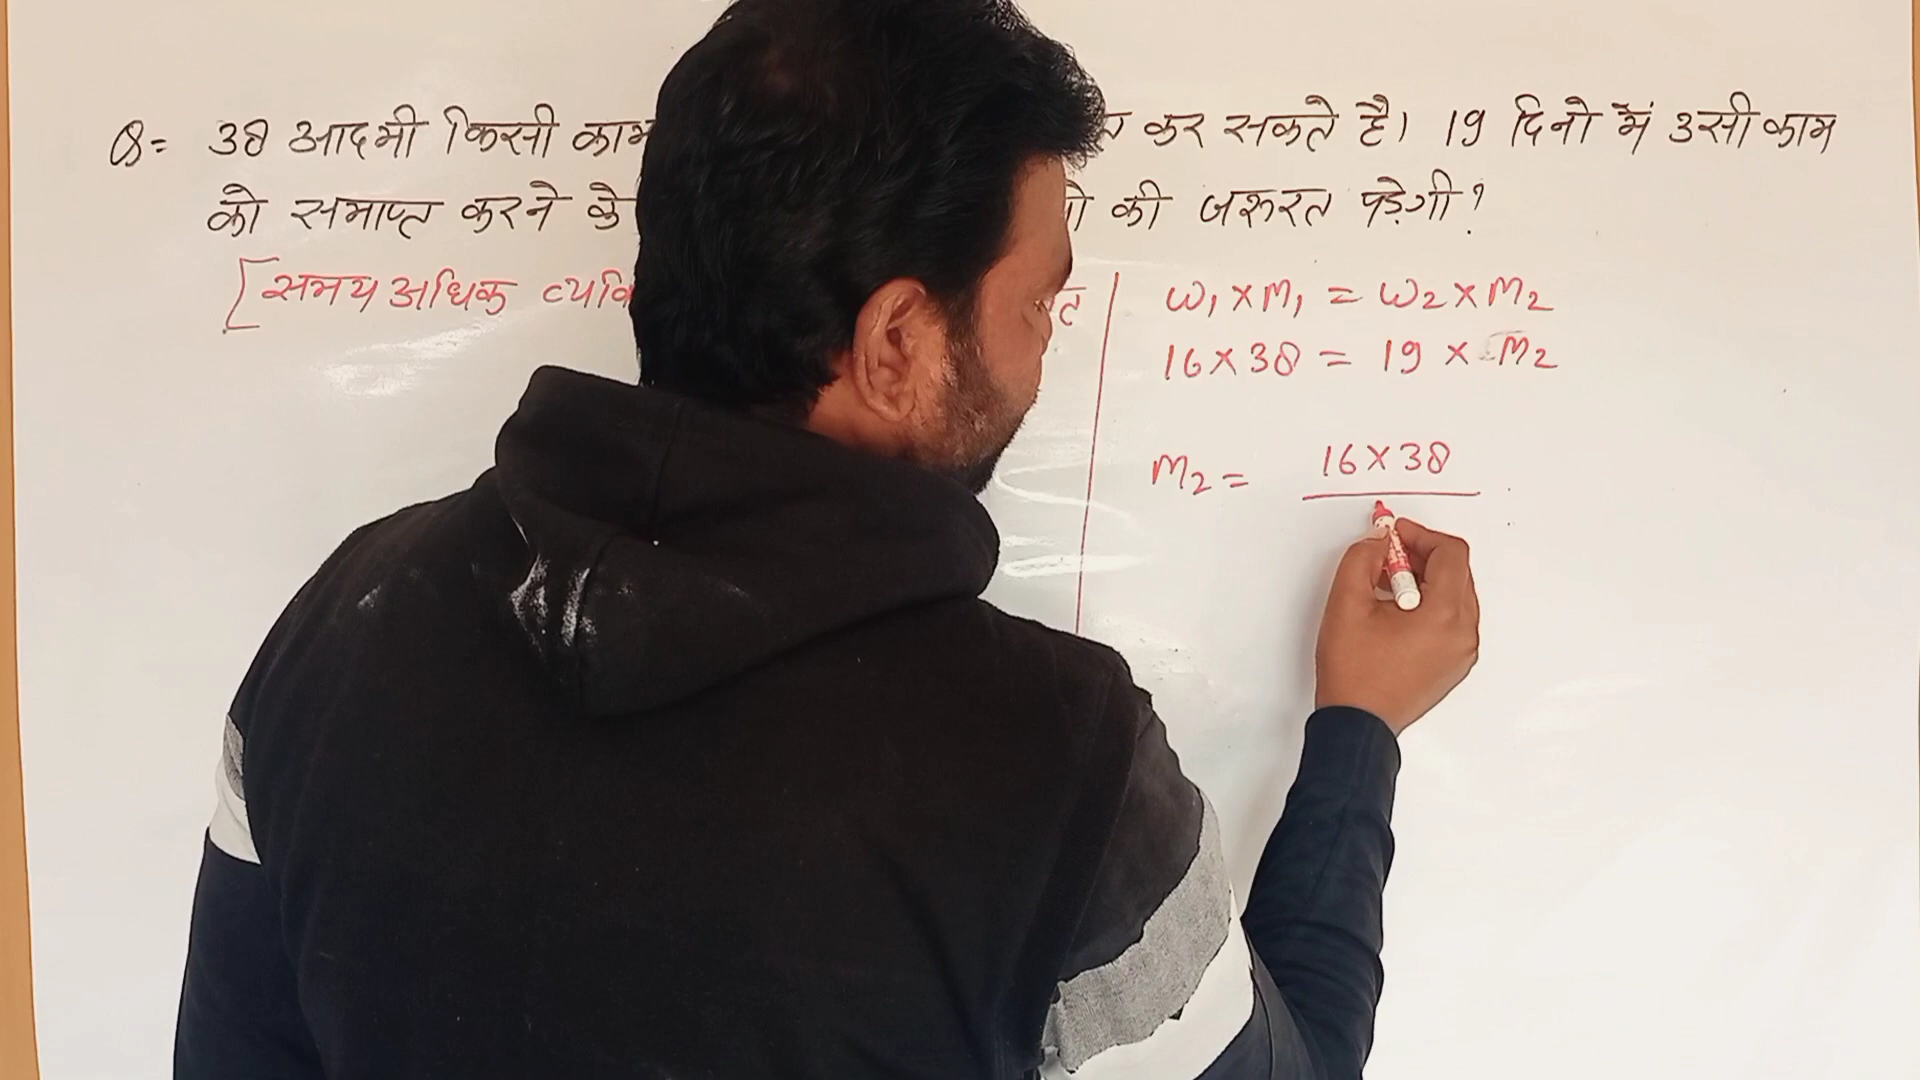 Q= 38 आदमी किसी काम कर सकते है। 19 दिनो में उसी काम
को समाप्त करने के की जरूरत पड़ेगी?
[समय अधिक
W₁ × M₁ = W₂ × M₂
16 × 38 = 19 × M₂
M₂ = 16 × 38